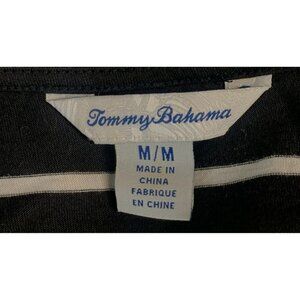 Tommy Bahama
M/M
MADE IN
CHINA
FABRIQUE
EN CHINE